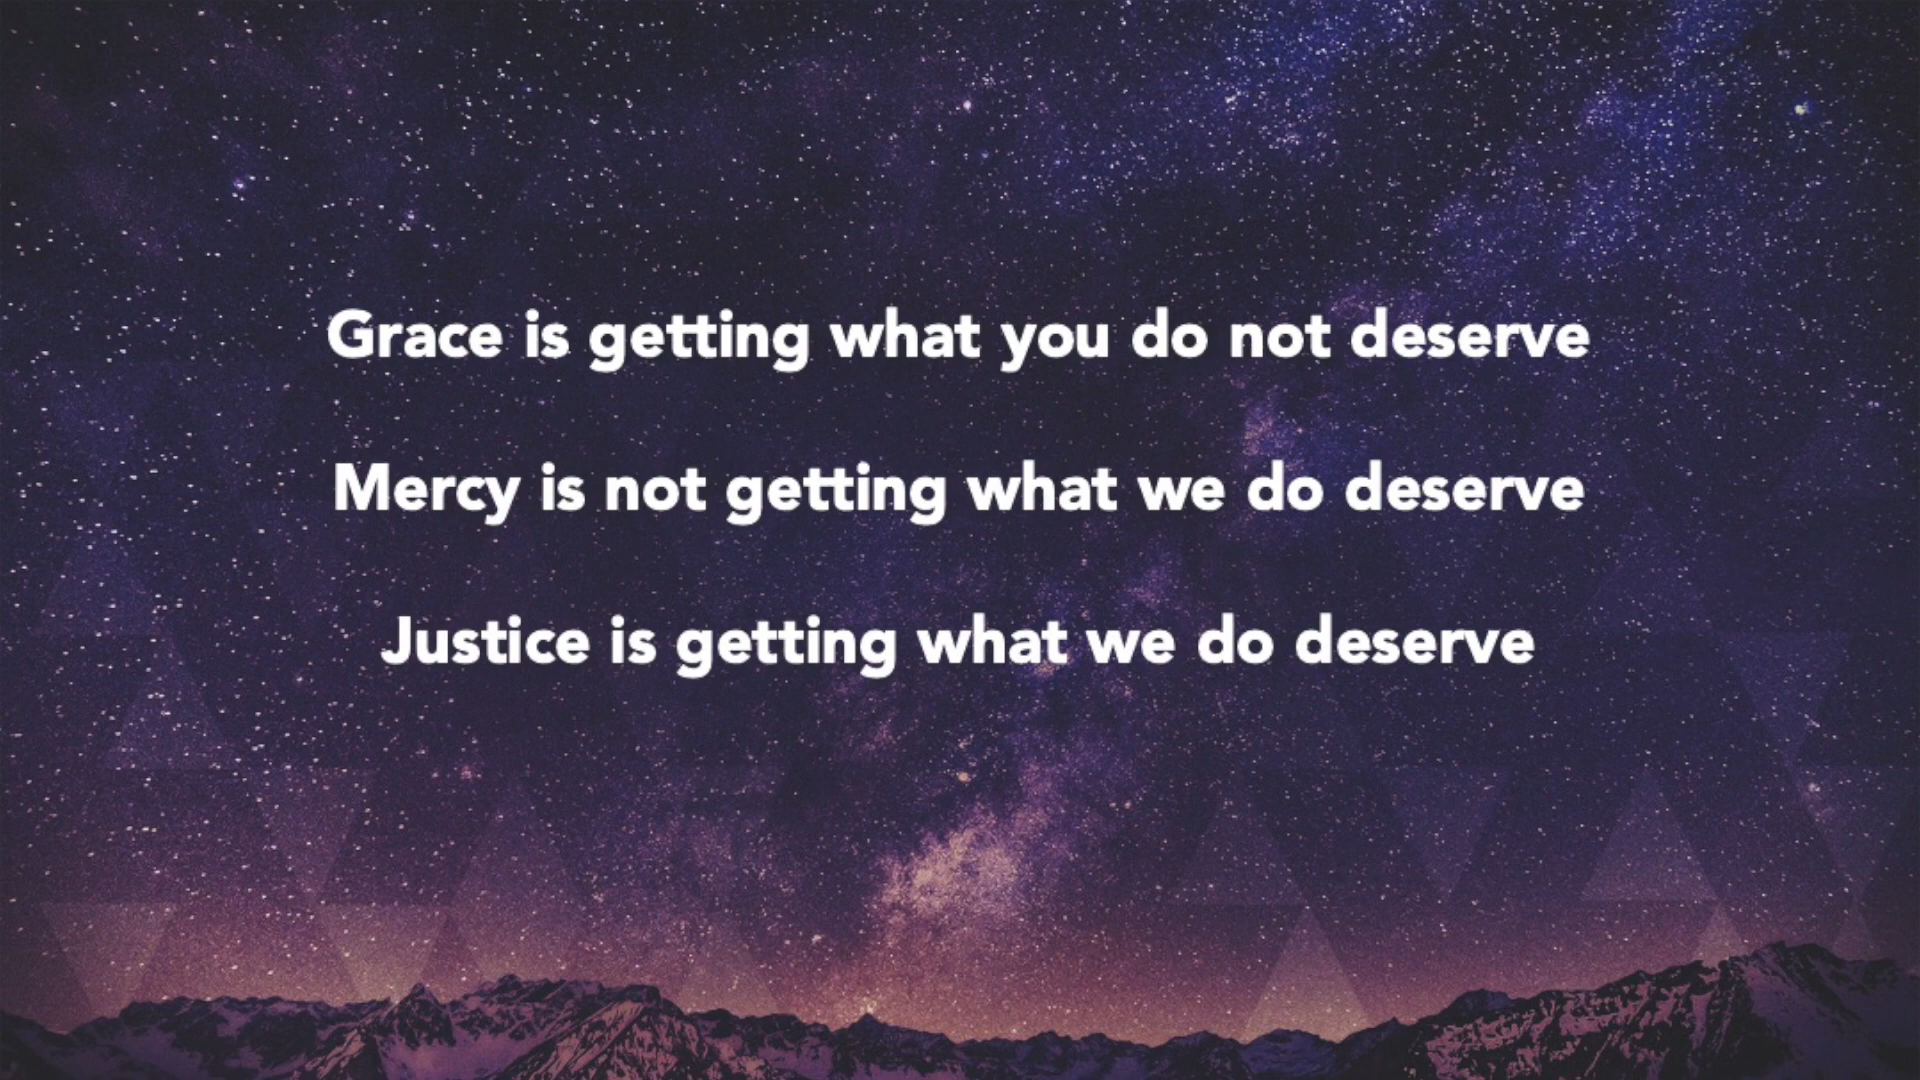 Grace is getting what you do not deserve
Mercy is not getting what we do deserve
Justice is getting what we do deserve